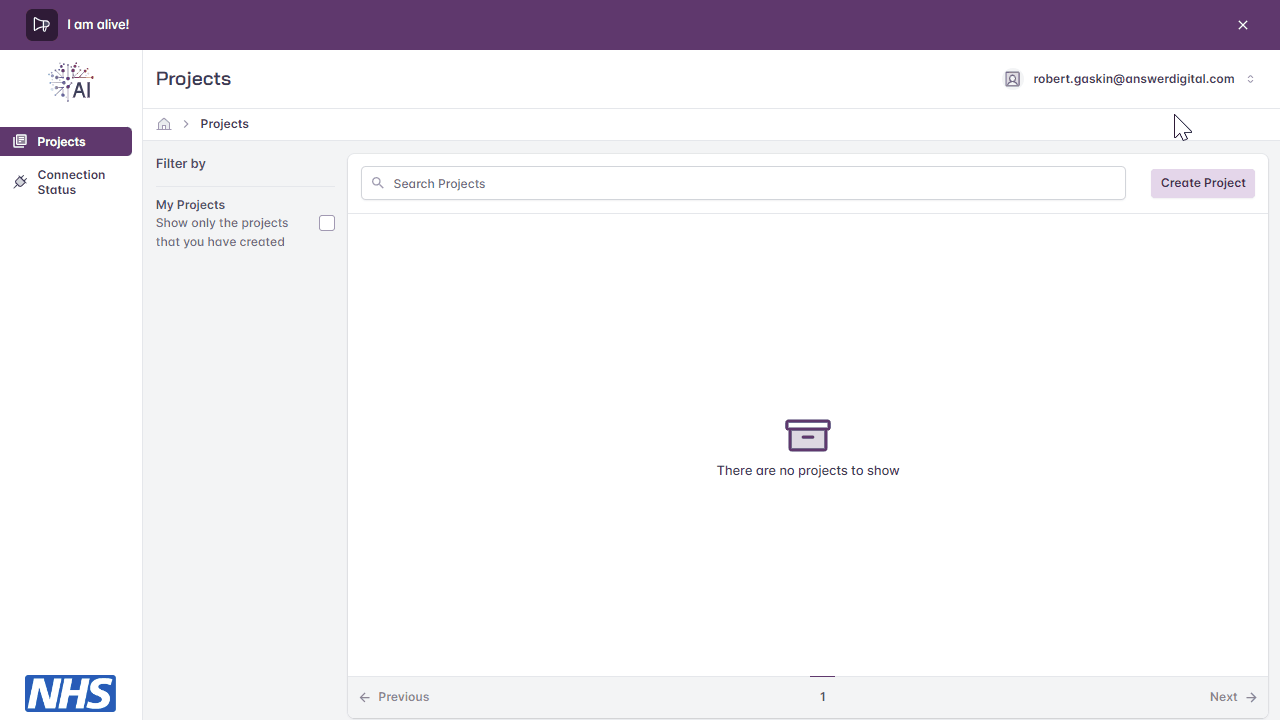 I am alive!
AI
Projects
robert.gaskin@answerdigital.com
Projects
Projects
Connection
Status
Filter by
My Projects
Show only the projects
that you have created
Search Projects
Create Project
There are no projects to show
NHS
Previous
1
Next